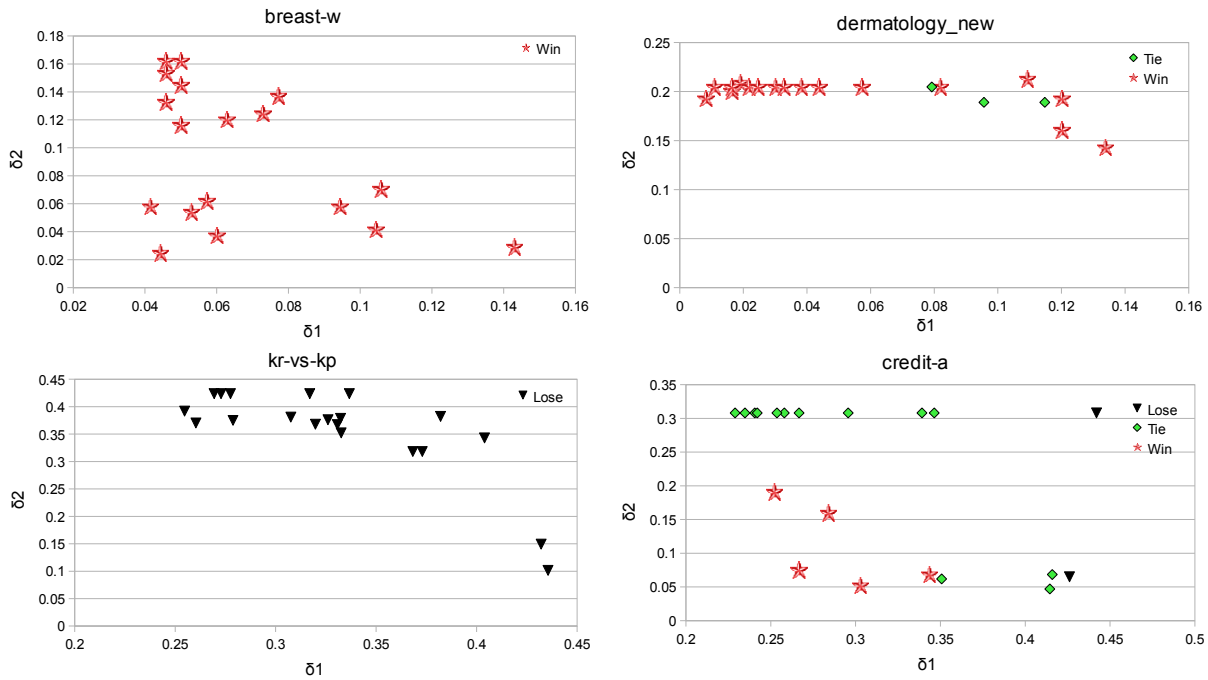 breast-w
0.18
0.16
0.14
0.12
0.1
0.08
0.06
0.04
0.02
0
0.02 0.04 0.06 0.08 0.1 0.12 0.14 0.16
δ1
δ2
Win
dermatology_new
0.25
0.2
0.15
0.1
0.05
0
0 0.02 0.04 0.06 0.08 0.1 0.12 0.14 0.16
δ1
δ2
Tie
Win
kr-vs-kp
0.45
0.4
0.35
0.3
0.25
0.2
0.15
0.1
0.05
0
0.2 0.25 0.3 0.35 0.4 0.45
δ1
δ2
Lose
credit-a
0.35
0.3
0.25
0.2
0.15
0.1
0.05
0
0.2 0.25 0.3 0.35 0.4 0.45 0.5
δ1
δ2
Lose
Tie
Win